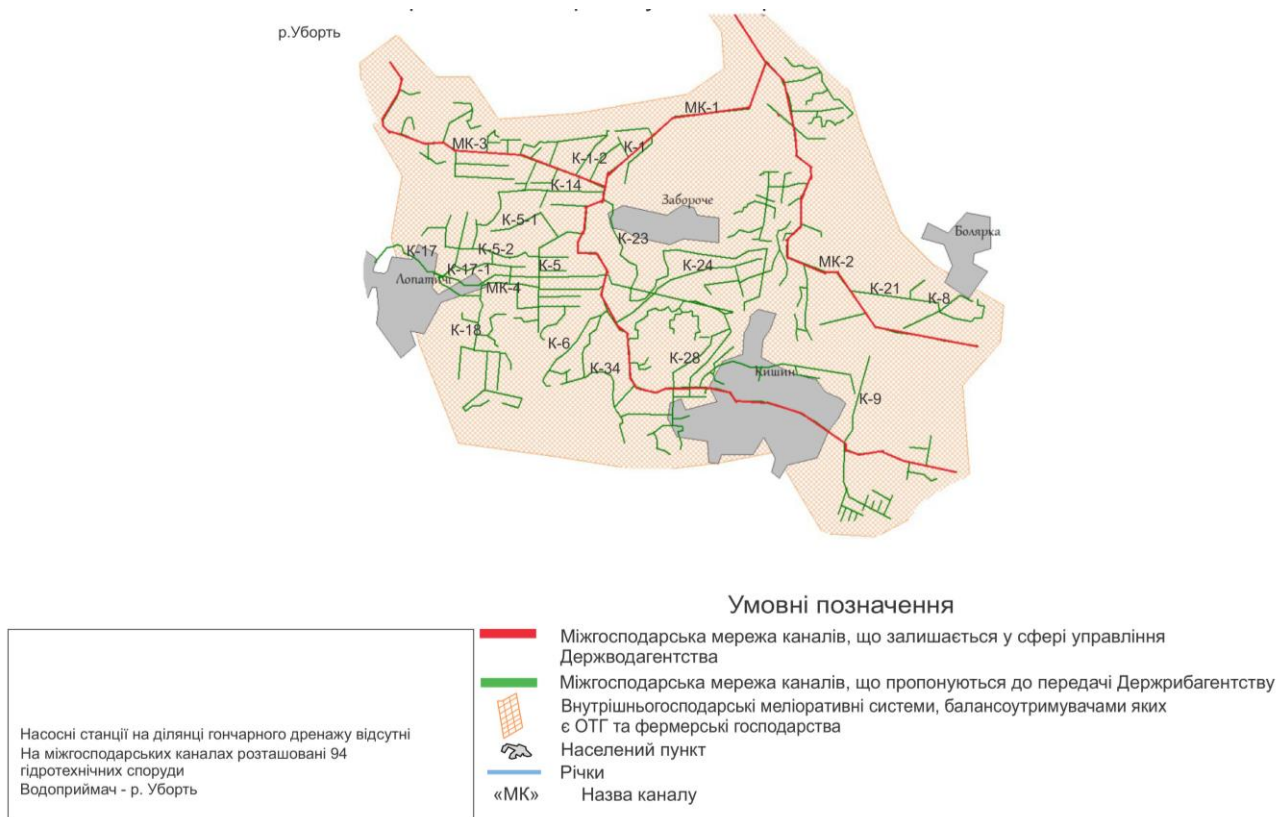 р.Уборть
МК-1
МК-3
К-1
К-1-2
К-14
Забороче
К-5-1
К-23
Болярка
К-17
К-5-2
К-5
К-24
МК-2
К-17-1
Лопатичі
МК-4
К-21
К-8
К-18
К-6
К-34
К-28
Кишин
К-9
Умовні позначення
Міжгосподарська мережа каналів, що залишається у сфері управління
Держводагентства
Міжгосподарська мережа каналів, що пропонуються до передачі Держрибагентству
Внутрішньогосподарські меліоративні системи, балансоутримувачами яких
є ОТГ та фермерські господарства
Населений пункт
Річки
«МК» Назва каналу
Насосні станції на ділянці гончарного дренажу відсутні
На міжгосподарських каналах розташовані 94
гідротехнічних споруди
Водоприймач - р. Уборть